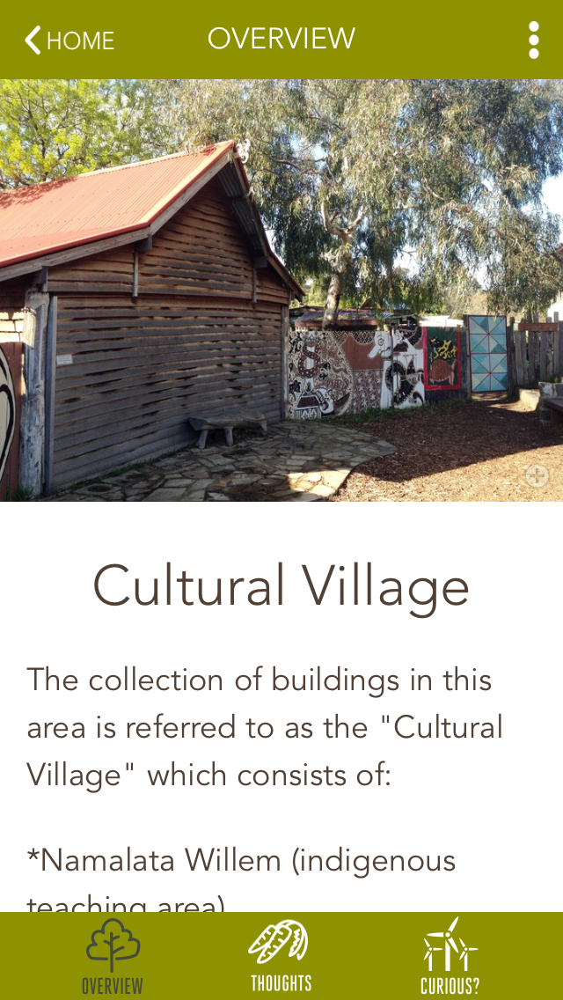 HOME OVERVIEW
Cultural Village
The collection of buildings in this
area is referred to as the "Cultural
Village" which consists of:
*Namalata Willem (indigenous
teaching area)
OVERVIEW THOUGHTS CURIOUS?